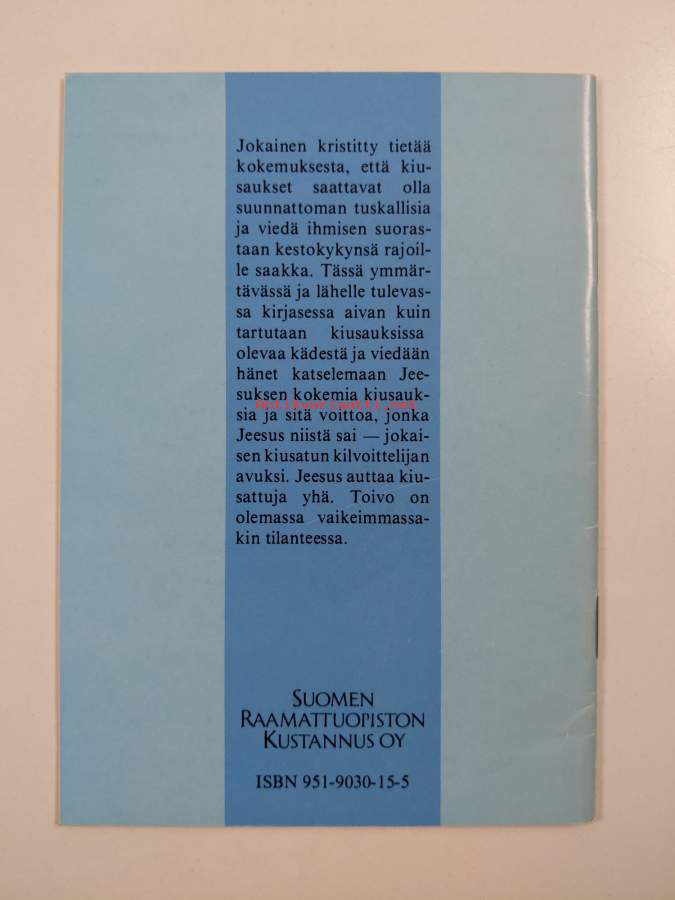 Jokainen kristitty tietää
kokemuksesta, että kiu-
saukset saattavat olla
suunnattoman tuskallisia
ja viedä ihmisen suoras-
taan kestokykynsä rajoil-
le saakka. Tässä ymmär-
tävässä ja lähelle tulevas-
sa kirjasessa aivan kuin
tartutaan kiusauksissa
olevaa kädestä ja viedään
hänet katselemaan Jee-
suksen kokemia kiusauk-
antikvariaatti.net
sia ja sitä voittoa, jonka
Jeesus niistä sai — jokai-
sen kiusatun kilvoittelijan
avuksi. Jeesus auttaa kiu-
sattuja yhä. Toivo on
olemassa vaikeimmassa-
kin tilanteessa.
SUOMEN
RAAMATTUOPISTON
KUSTANNUS OY
ISBN 951-9030-15-5